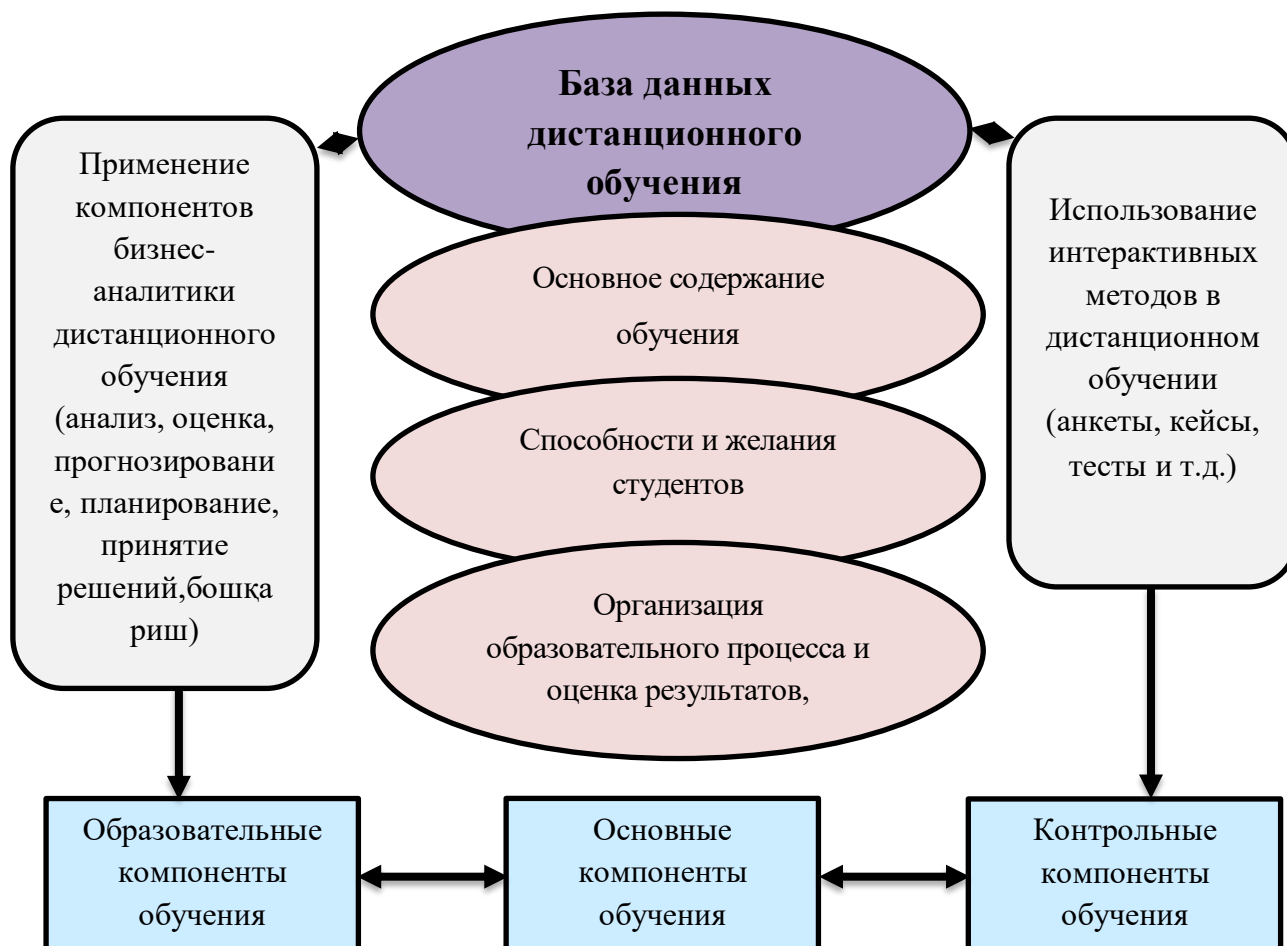 База данных
дистанционного
обучения
Применение
компонентов
бизнес-
аналитики
дистанционного
обучения
(анализ, оценка,
прогнозировани
е, планирование,
принятие
решений,бошқа
риш)
Основное содержание
обучения
Способности и желания
студентов
Организация
образовательного процесса и
оценка результатов,
Использование
интерактивных
методов в
дистанционном
обучении
(анкеты, кейсы,
тесты и т.д.)
Образовательные
компоненты
обучения
Основные
компоненты
обучения
Контрольные
компоненты
обучения